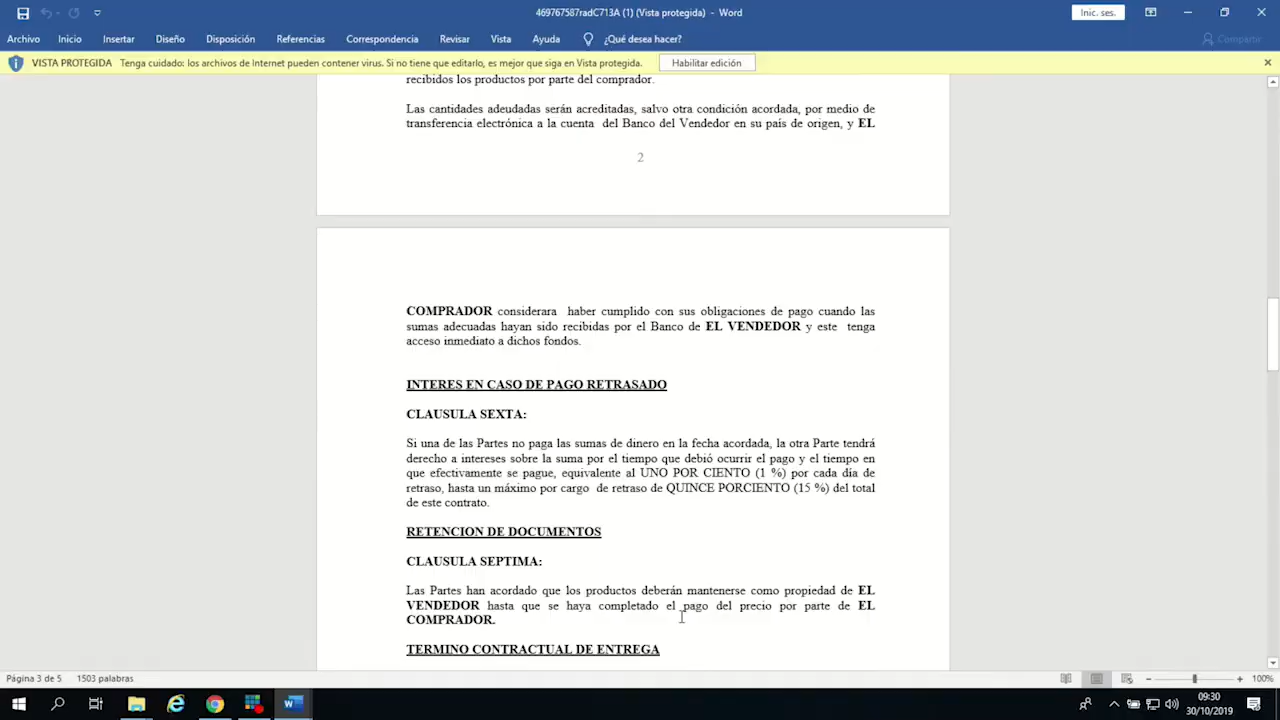 469767587radC713A (1) (Vista protegida) - Word
Inic. ses.
Archivo Inicio Insertar Diseño Disposición Referencias Correspondencia Revisar Vista Ayuda ¿Qué desea hacer? Compartir
VISTA PROTEGIDA Tenga cuidado: los archivos de Internet pueden contener virus. Si no tiene que editarlo, es mejor que siga en Vista protegida. Habilitar edición
recibidos los productos por parte del comprador.
Las cantidades adeudadas serán acreditadas, salvo otra condición acordada, por medio de
transferencia electrónica a la cuenta del Banco del Vendedor en su país de origen, y EL
2
COMPRADOR considerara haber cumplido con sus obligaciones de pago cuando las
sumas adecuadas hayan sido recibidas por el Banco de EL VENDEDOR y este tenga
acceso inmediato a dichos fondos.
INTERES EN CASO DE PAGO RETRASADO
CLAUSULA SEXTA:
Si una de las Partes no paga las sumas de dinero en la fecha acordada, la otra Parte tendrá
derecho a intereses sobre la suma por el tiempo que debió ocurrir el pago y el tiempo en
que efectivamente se pague, equivalente al UNO POR CIENTO (1 %) por cada día de
retraso, hasta un máximo por cargo de retraso de QUINCE PORCIENTO (15 %) del total
de este contrato.
RETENCION DE DOCUMENTOS
CLAUSULA SEPTIMA:
Las Partes han acordado que los productos deberán mantenerse como propiedad de EL
VENDEDOR hasta que se haya completado el pago del precio por parte de EL
COMPRADOR.
TERMINO CONTRACTUAL DE ENTREGA
Página 3 de 5 1503 palabras 100%
09:30
30/10/2019